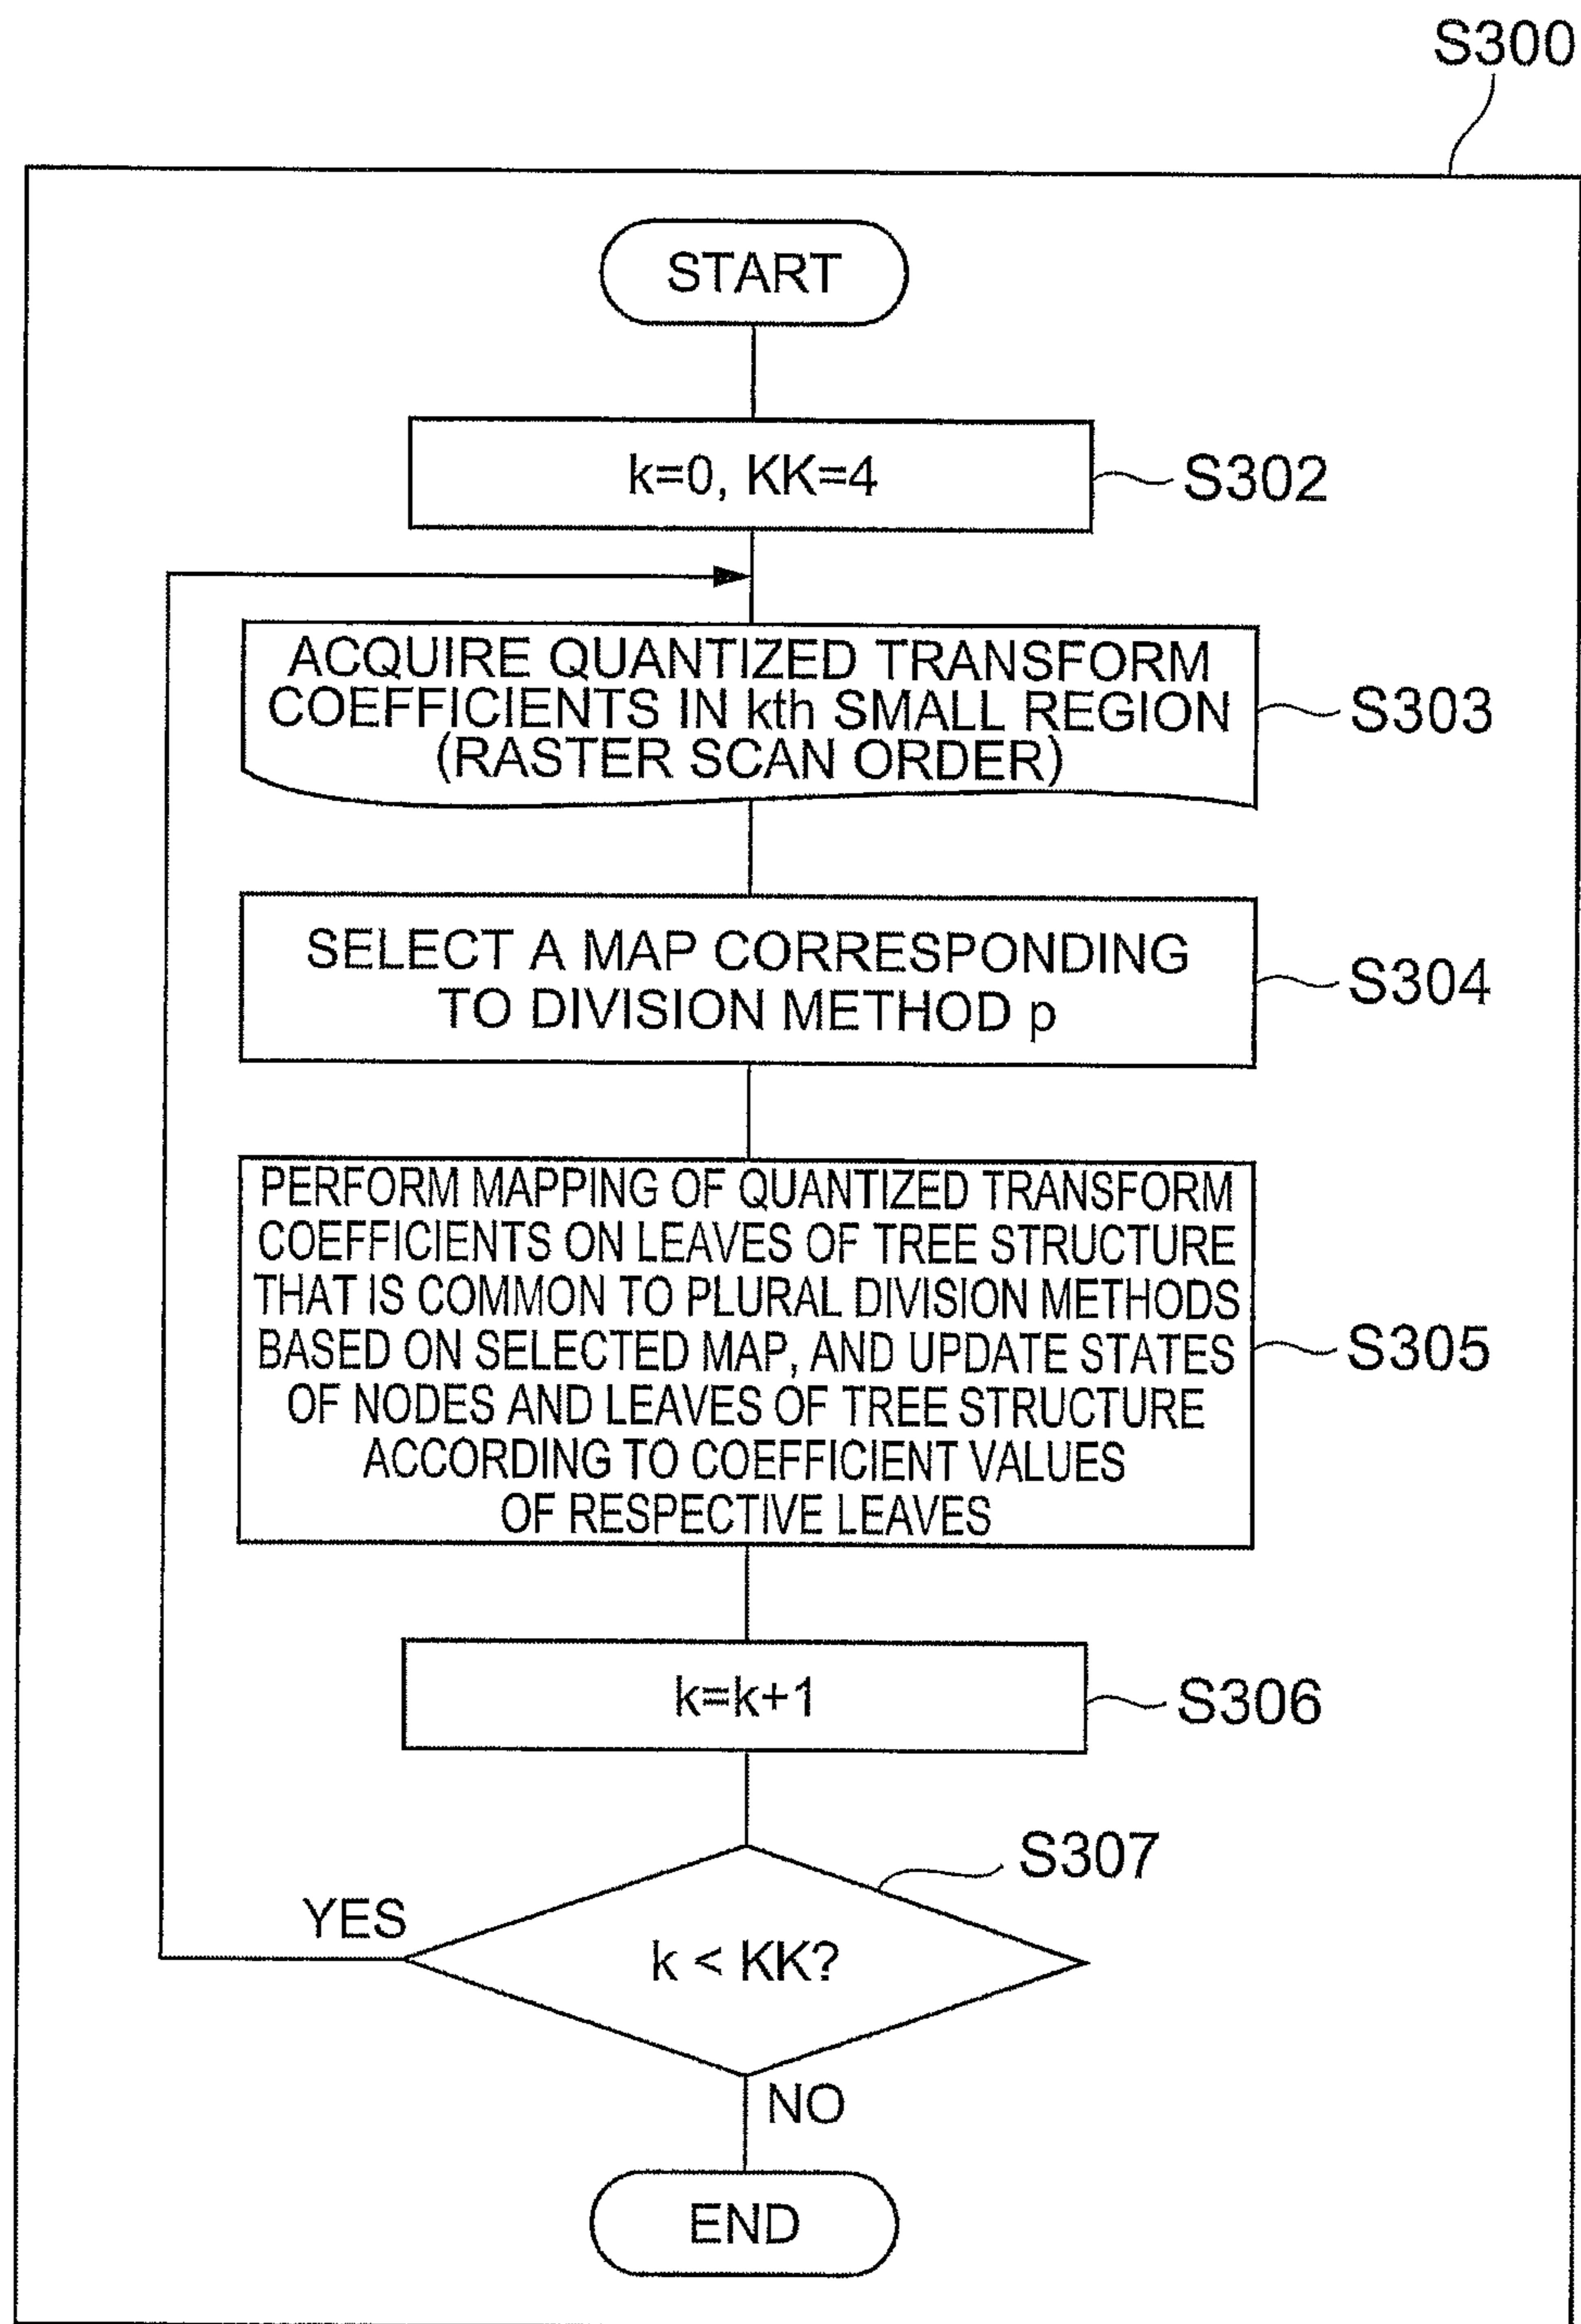 S300
START
k=0, KK=4
S302
ACQUIRE QUANTIZED TRANSFORM
COEFFICIENTS IN kth SMALL REGION
(RASTER SCAN ORDER)
S303
SELECT A MAP CORRESPONDING
TO DIVISION METHOD p
S304
PERFORM MAPPING OF QUANTIZED TRANSFORM
COEFFICIENTS ON LEAVES OF TREE STRUCTURE
THAT IS COMMON TO PLURAL DIVISION METHODS
BASED ON SELECTED MAP, AND UPDATE STATES
OF NODES AND LEAVES OF TREE STRUCTURE
ACCORDING TO COEFFICIENT VALUES
OF RESPECTIVE LEAVES
S305
k=k+1
S306
S307
YES
k < KK?
NO
END